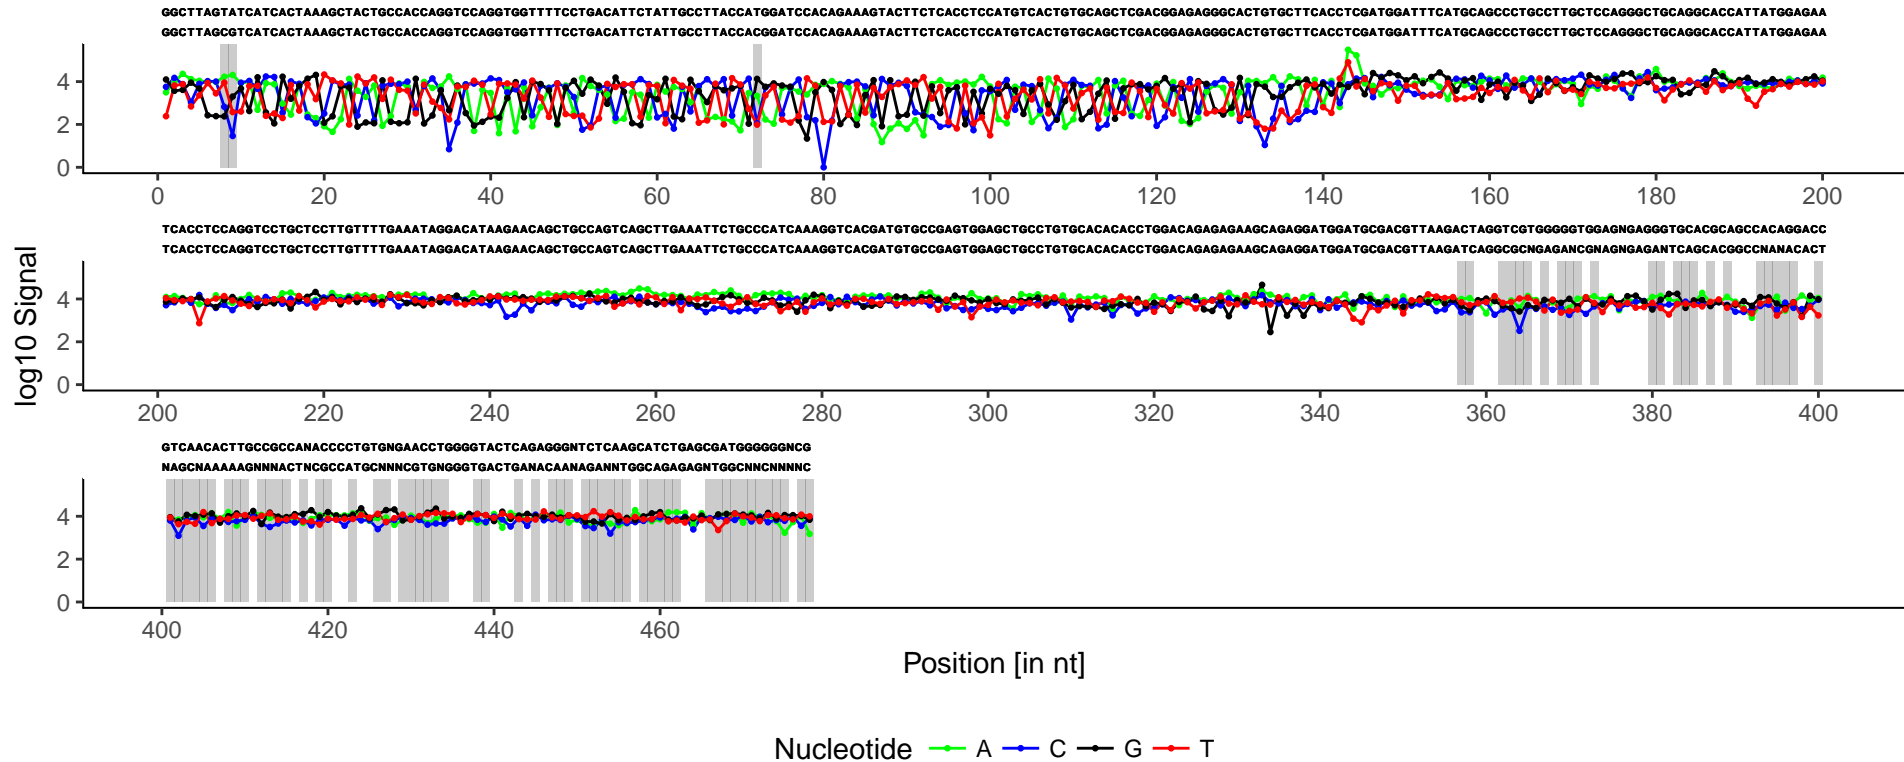 GGCTTAGTATCATCACTAAAGCTACTGCCACCAGGTCCAGGTGGTTTTCCTGACATTCTATTGCCTTACCATGGATCCACAGAAAGTACTTCTCACCTCCATGTCACTGTGCAGCTCGACGGAGAGGGCACTGTGCTTCACCTCGATGGATTTCATGCAGCCCTGCCTTGCTCCAGGGCTGCAGGCACCATTATGGAGAA
GGCTTAGCGTCATCACTAAAGCTACTGCCACCAGGTCCAGGTGGTTTTCCTGACATTCTATTGCCTTACCACGGATCCACAGAAAGTACTTCTCACCTCCATGTCACTGTGCAGCTCGACGGAGAGGGCACTGTGCTTCACCTCGATGGATTTCATGCAGCCCTGCCTTGCTCCAGGGCTGCAGGCACCATTATGGAGAA
4
2
0
0 20 40 60 80 100 120 140 160 180 200
TCACCTCCAGGTCCTGCTCCTTGTTTTGAAATAGGACATAAGAACAGCTGCCAGTCAGCTTGAAATTCTGCCCATCAAAGGTCACGATGTGCCGAGTGGAGCTGCCTGTGCACACACCTGGACAGAGAGAAGCAGAGGATGGATGCGACGTTAAGACTAGGTCGTGGGGGTGGAGNGAGGGTGCACGCAGCCACAGGACC
TCACCTCCAGGTCCTGCTCCTTGTTTTGAAATAGGACATAAGAACAGCTGCCAGTCAGCTTGAAATTCTGCCCATCAAAGGTCACGATGTGCCGAGTGGAGCTGCCTGTGCACACACCTGGACAGAGAGAAGCAGAGGATGGATGCGACGTTAAGATCAGGCGCNGAGANCGNAGNGAGANTCAGCACGGCCNANACACT
4
2
0
200 220 240 260 280 300 320 340 360 380 400
log10 Signal
GTCAACACTTGCCGCCANACCCCTGTGNGAACCTGGGGTACTCAGAGGGNTCTCAAGCATCTGAGCGATGGGGGGNCG
NAGCNAAAAAGNNNACTNCGCCATGCNNNCGTGNGGGTGACTGANACAANAGANNTGGCAGAGAGNTGGCNNCNNNNC
4
2
0
400 420 440 460
Position [in nt]
Nucleotide A C G T